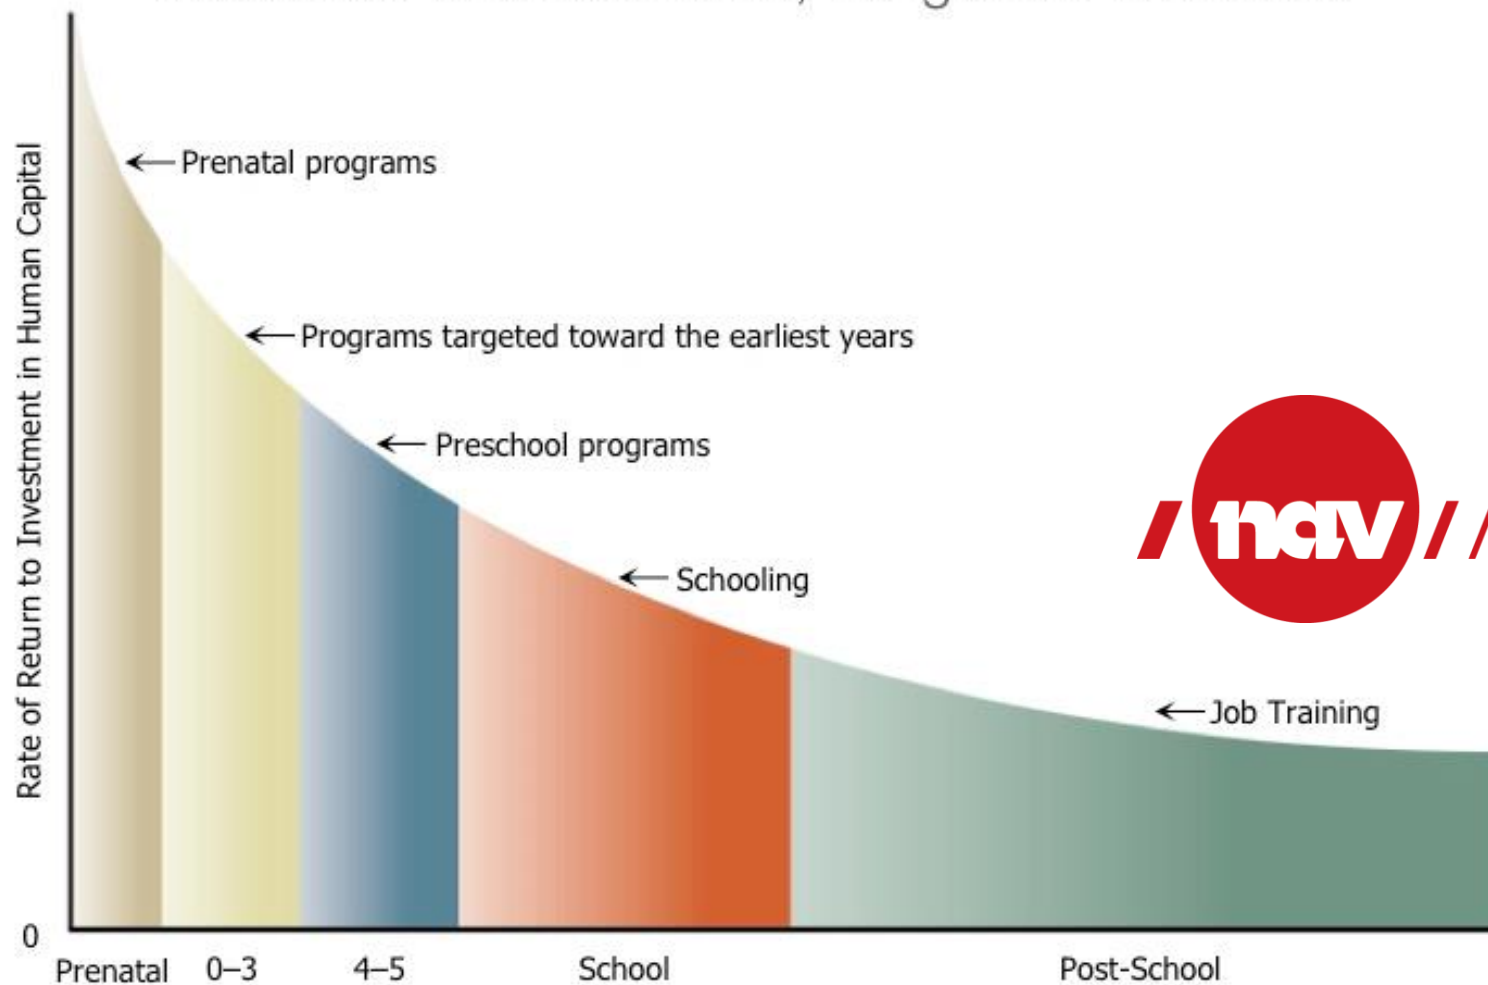 Rate of Return to Investment in Human Capital
Prenatal programs
Programs targeted toward the earliest years
Preschool programs
Schooling
nav
Job Training
0
Prenatal 0–3 4–5 School Post-School